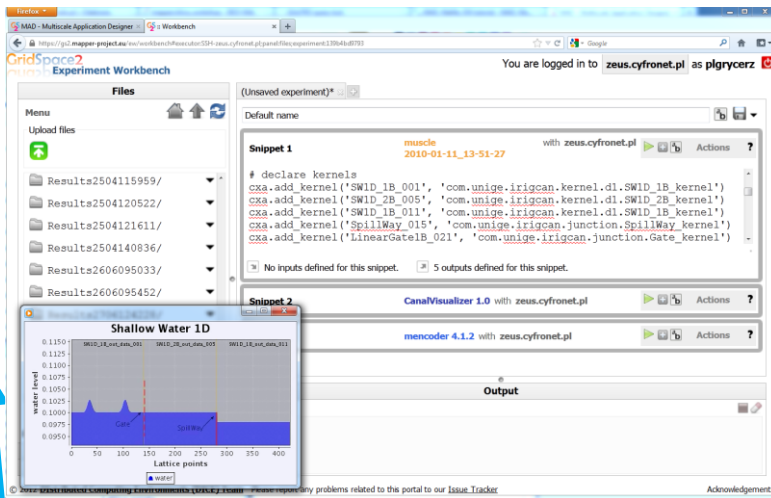 Firefox
MAD - Multiscale Application Designer
:: Workbench
https://gs2.mapper-project.eu/ew/workbench#executor:SSH-zeus.cyfronet.pl;panel:files;experiment:139b4bd9793
Google
GridSpace2
Experiment Workbench
You are logged in to zeus.cyfronet.pl as plgrycerz
Files
Menu
Upload files
Results2504115959/
Results2504120522/
Results2504121611/
Results2504140836/
Results2606095033/
Results2606095452/
(Unsaved experiment)*
Default name
Snippet 1
muscle
2010-01-11_13-51-27
with zeus.cyfronet.pl
Actions ?
# declare kernels
cxa.add_kernel('SW1D_1B_001', 'com.unige.irigcan.kernel.d1.SW1D_1B_kernel')
cxa.add_kernel('SW1D_2B_005', 'com.unige.irigcan.kernel.d1.SW1D_2B_kernel')
cxa.add_kernel('SW1D_1B_011', 'com.unige.irigcan.kernel.d1.SW1D_1B_kernel')
cxa.add_kernel('SpillWay_015', 'com.unige.irigcan.junction.SpillWay_kernel')
cxa.add_kernel('LinearGate1B_021', 'com.unige.irigcan.junction.Gate_kernel')
No inputs defined for this snippet.
5 outputs defined for this snippet.
Snippet 2
CanalVisualizer 1.0 with zeus.cyfronet.pl
Actions ?
mencoder 4.1.2 with zeus.cyfronet.pl
Actions ?
Output
Shallow Water 1D
SW1D_1B_out_data_001
SW1D_2B_out_data_005
SW1D_1B_out_data_011
water level
0.1150
0.1125
0.1100
0.1075
0.1050
0.1025
0.1000
0.0975
0.0950
Gate
SpillWay
0 50 100 150 200 250 300 350 400
Lattice points
water
© 2012 Distributed Computing Environments (DICE) Team Please report any problems related to this portal to our Issue Tracker
Acknowledgement